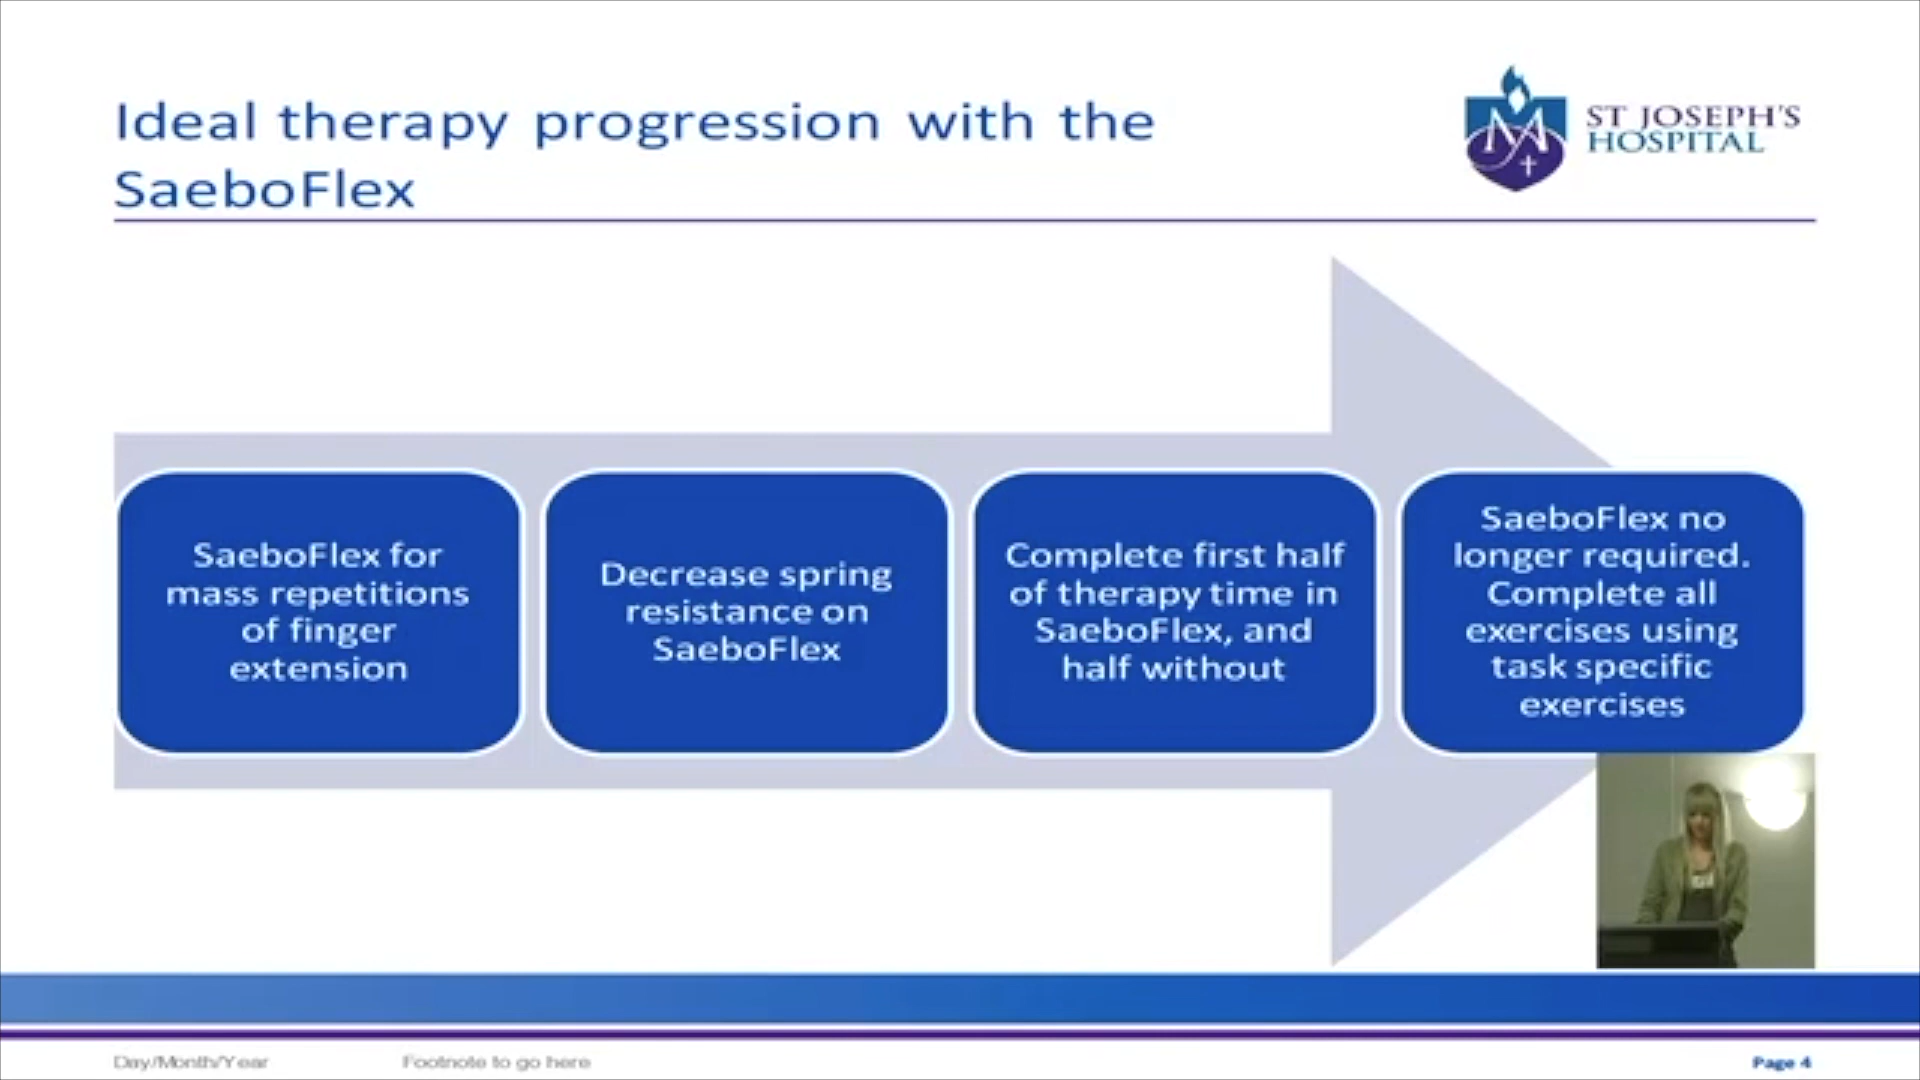 Ideal therapy progression with the
SaeboFlex
ST JOSEPH'S
HOSPITAL
SaeboFlex for
mass repetitions
of finger
extension
Decrease spring
resistance on
SaeboFlex
Complete first half
of therapy time in
SaeboFlex, and
half without
SaeboFlex no
longer required.
Complete all
exercises using
task specific
exercises
Day/Month/Year
Footnote to go here
Page 4